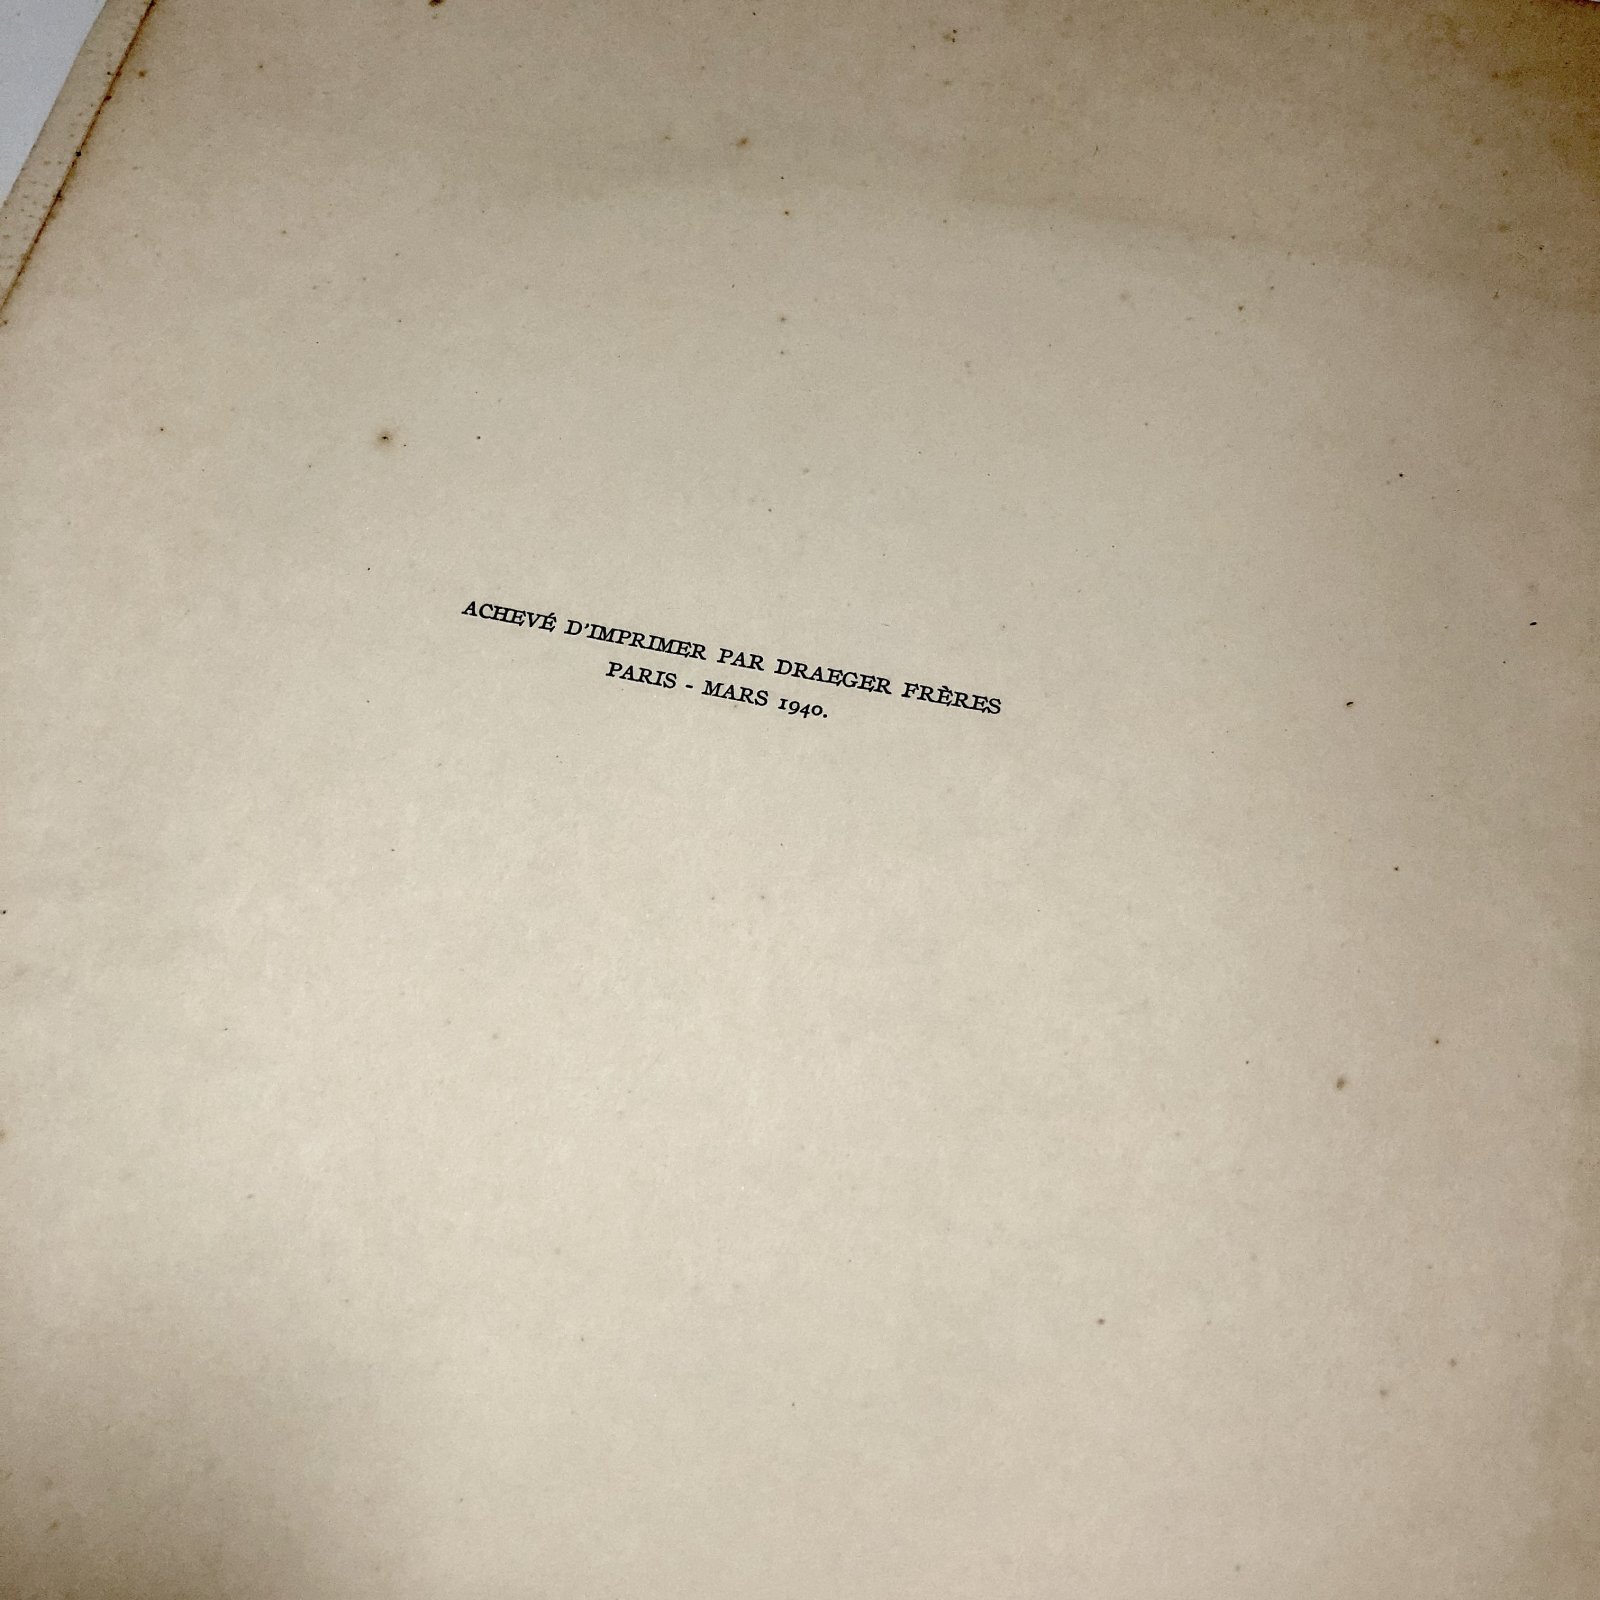 ACHEVÉ D'IMPRIMER PAR DRAEGER FRÈRES
PARIS - MARS 1940.